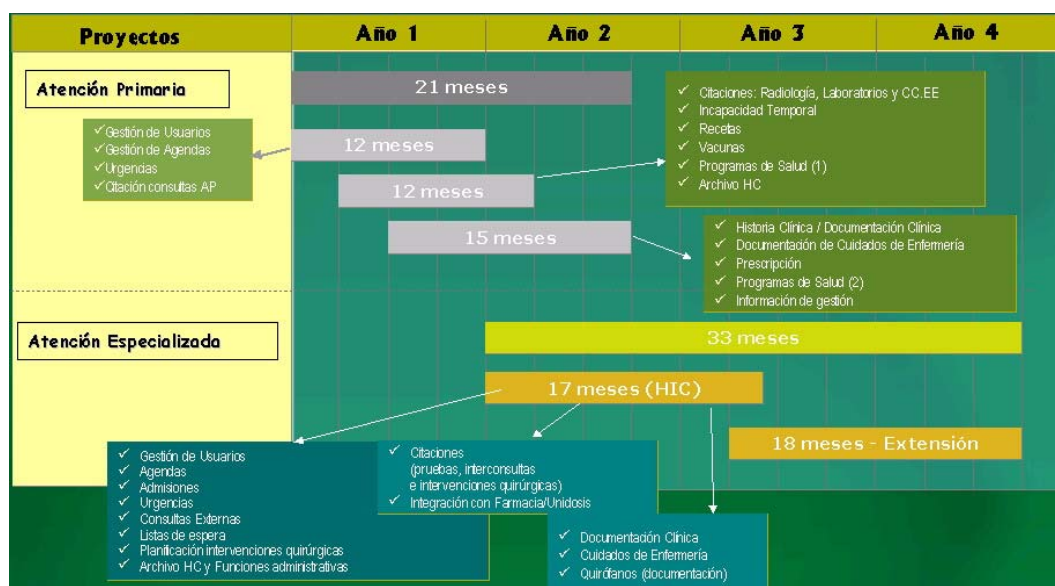 Proyectos
Año 1
Año 2
Año 3
Año 4
Atención Primaria
21 meses
✓ Gestión de Usuarios
✓ Gestión de Agendas
✓ Urgencias
✓ Citación consultas AP
12 meses
12 meses
15 meses
✓ Citaciones: Radiología, Laboratorios y CC.EE
✓ Incapacidad Temporal
✓ Recetas
✓ Vacunas
✓ Programas de Salud (1)
✓ Archivo HC
✓ Historia Clínica / Documentación Clínica
✓ Documentación de Cuidados de Enfermería
✓ Prescripción
✓ Programas de Salud (2)
✓ Información de gestión
Atención Especializada
33 meses
17 meses (HIC)
18 meses - Extensión
✓ Gestión de Usuarios
✓ Agendas
✓ Admisiones
✓ Urgencias
✓ Consultas Externas
✓ Listas de espera
✓ Planificación intervenciones quirúrgicas
✓ Archivo HC y Funciones administrativas
✓ Citaciones
(pruebas, interconsultas
e intervenciones quirúrgicas)
✓ Integración con Farmacia/Unidosis
✓ Documentación Clínica
✓ Cuidados de Enfermería
✓ Quirófanos (documentación)